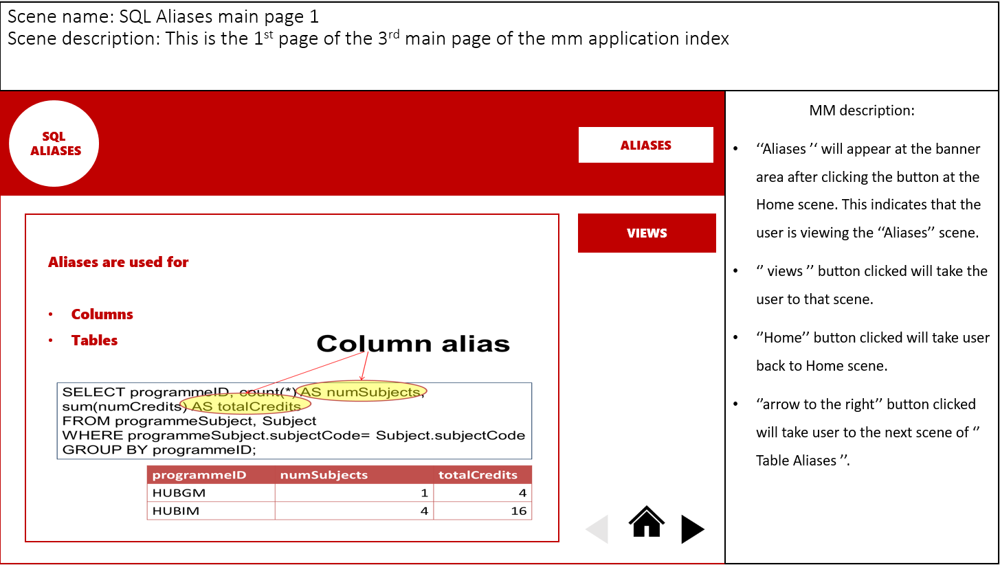 Scene name: SQL Aliases main page 1
Scene description: This is the 1st page of the 3rd main page of the mm application index
SQL
ALIASES
ALIASES
VIEWS
Aliases are used for
• Columns
• Tables
Column alias
SELECT programmeID, count(*) AS numSubjects,
sum(numCredits) AS totalCredits
FROM programmeSubject, Subject
WHERE programmeSubject.subjectCode= Subject.subjectCode
GROUP BY programmeID;
programmeID numSubjects totalCredits
HUBGM 1 4
HUBIM 4 16
MM description:
• ‘‘Aliases ’‘ will appear at the banner
area after clicking the button at the
Home scene. This indicates that the
user is viewing the ‘‘Aliases’’ scene.
• ‘’ views ’’ button clicked will take the
user to that scene.
• ‘’Home’’ button clicked will take user
back to Home scene.
• ‘’arrow to the right’’ button clicked
will take user to the next scene of ‘’
Table Aliases ’’.